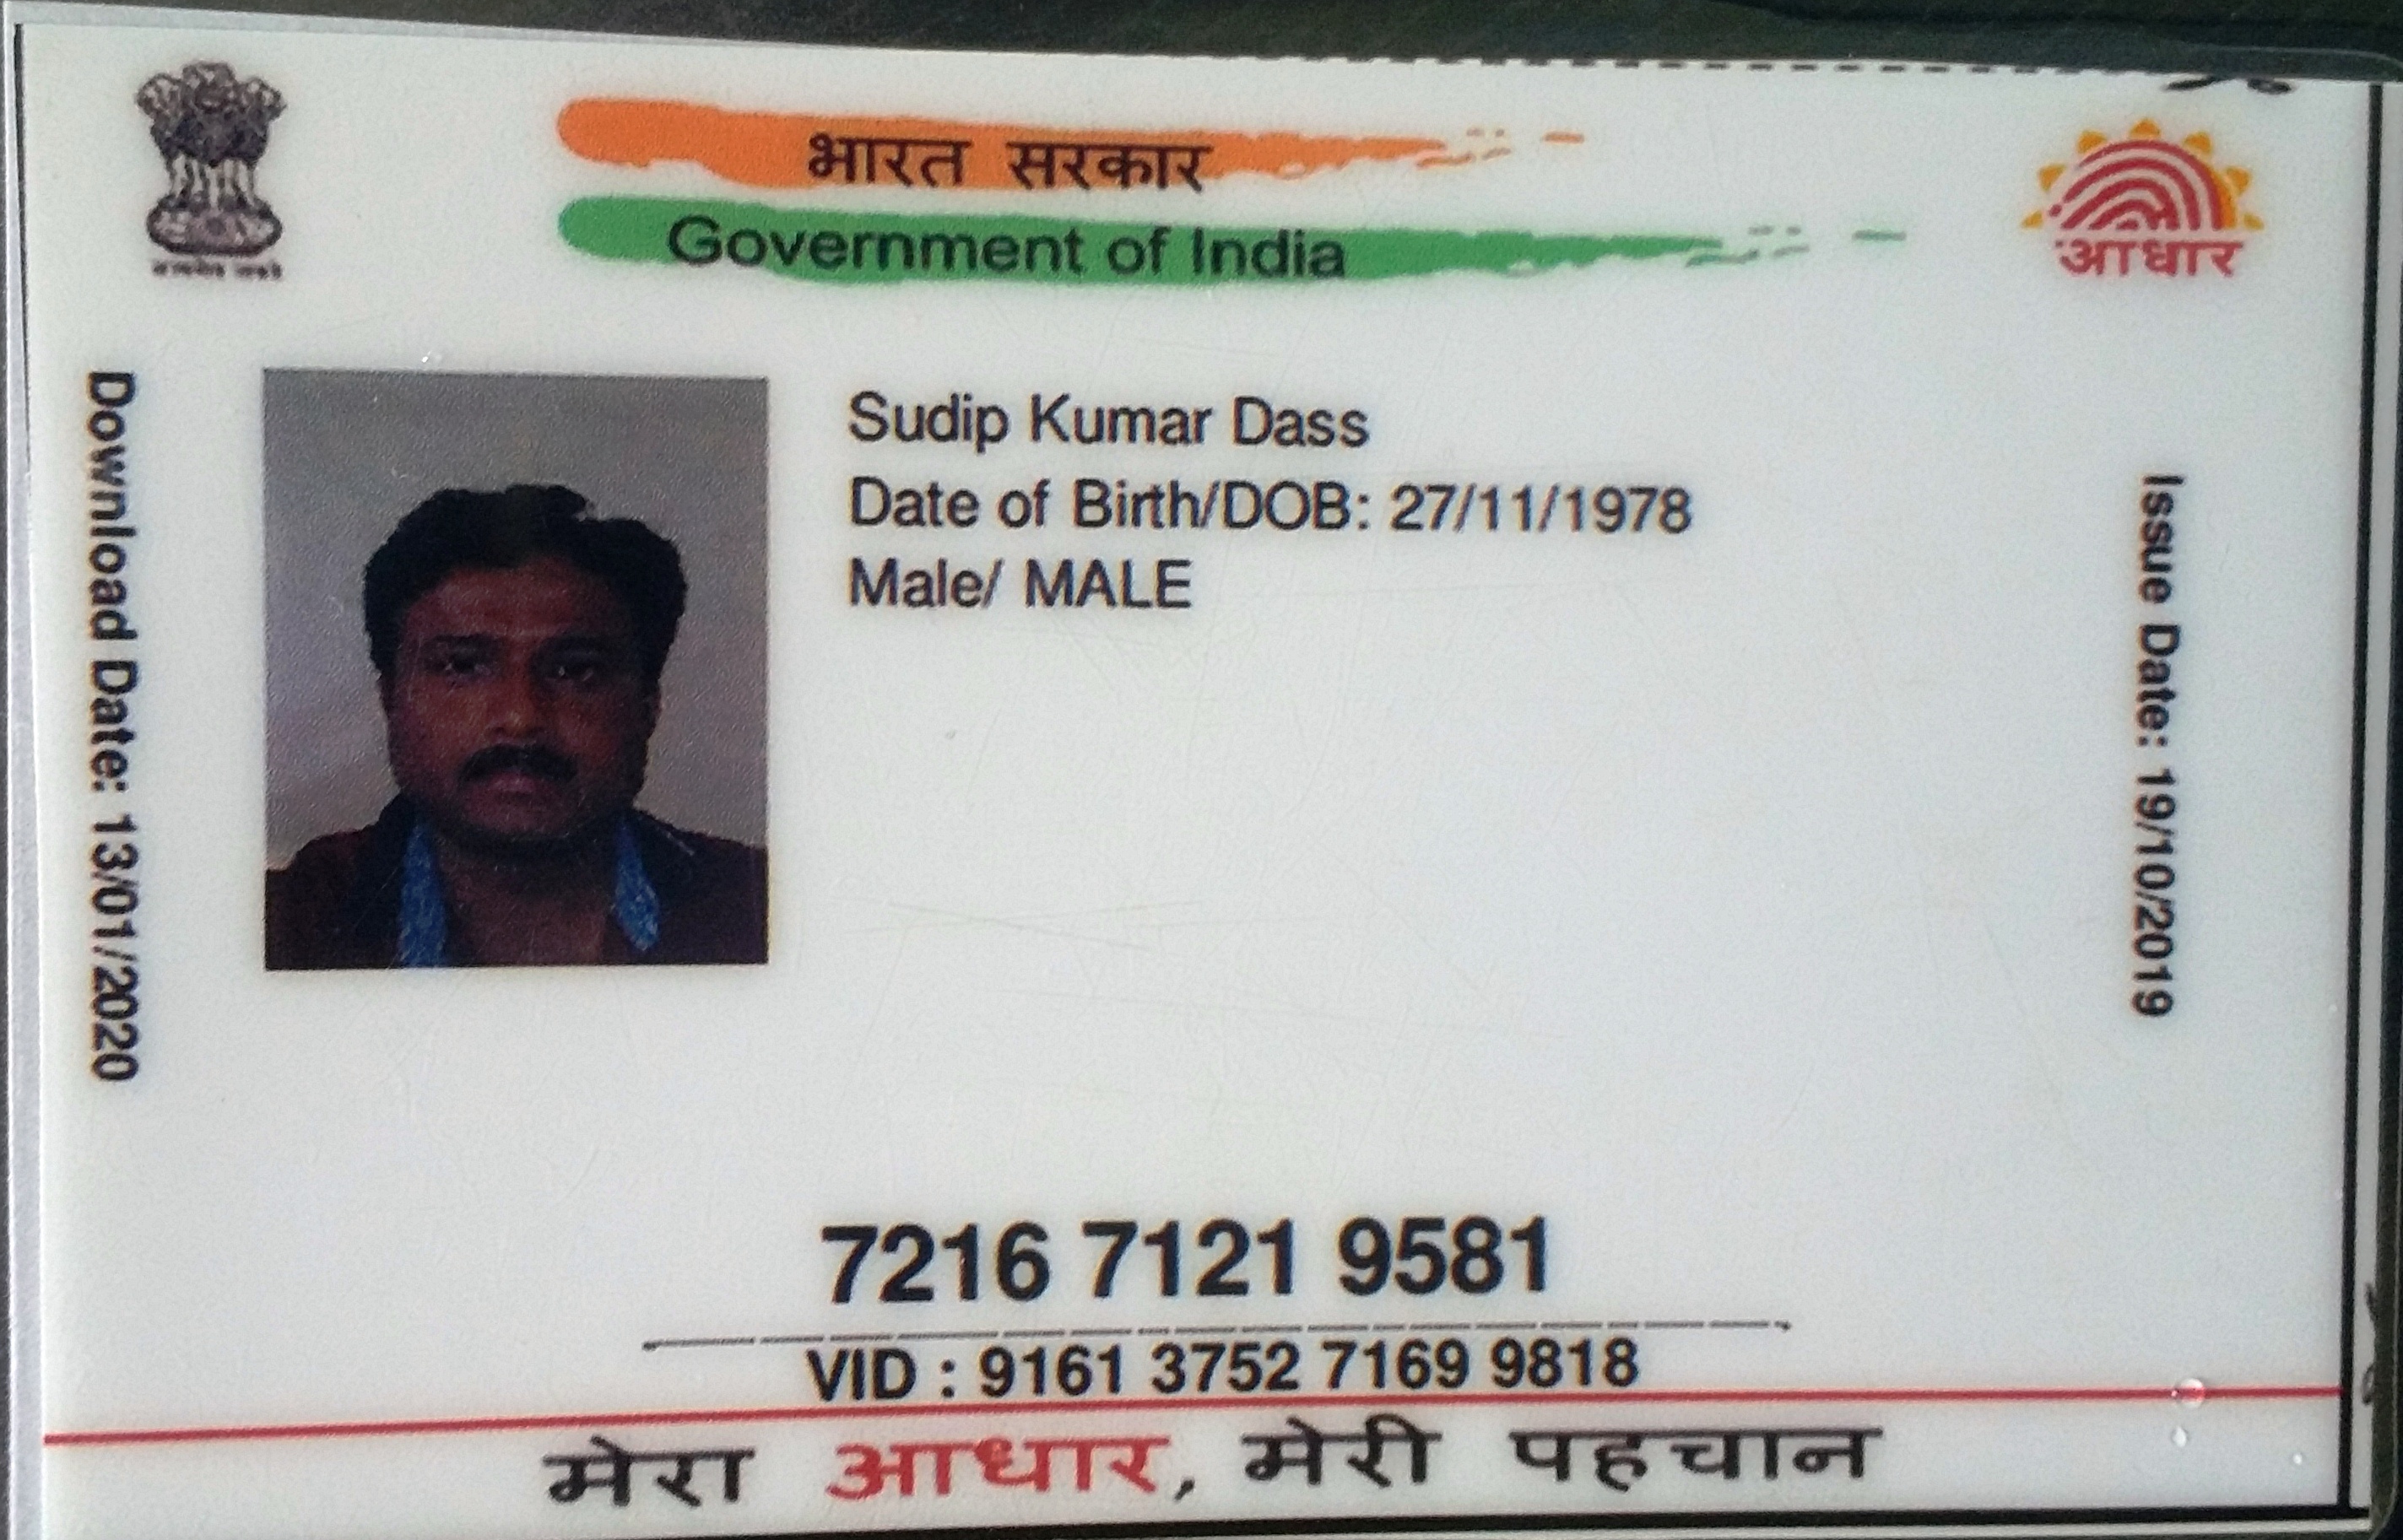 भारत सरकार
Government of India
आधार
Download Date: 13/01/2020
Sudip Kumar Dass
Date of Birth/DOB: 27/11/1978
Male/ MALE
Issue Date: 19/10/2019
7216 7121 9581
VID : 9161 3752 7169 9818
मेरा आधार, मेरी पहचान